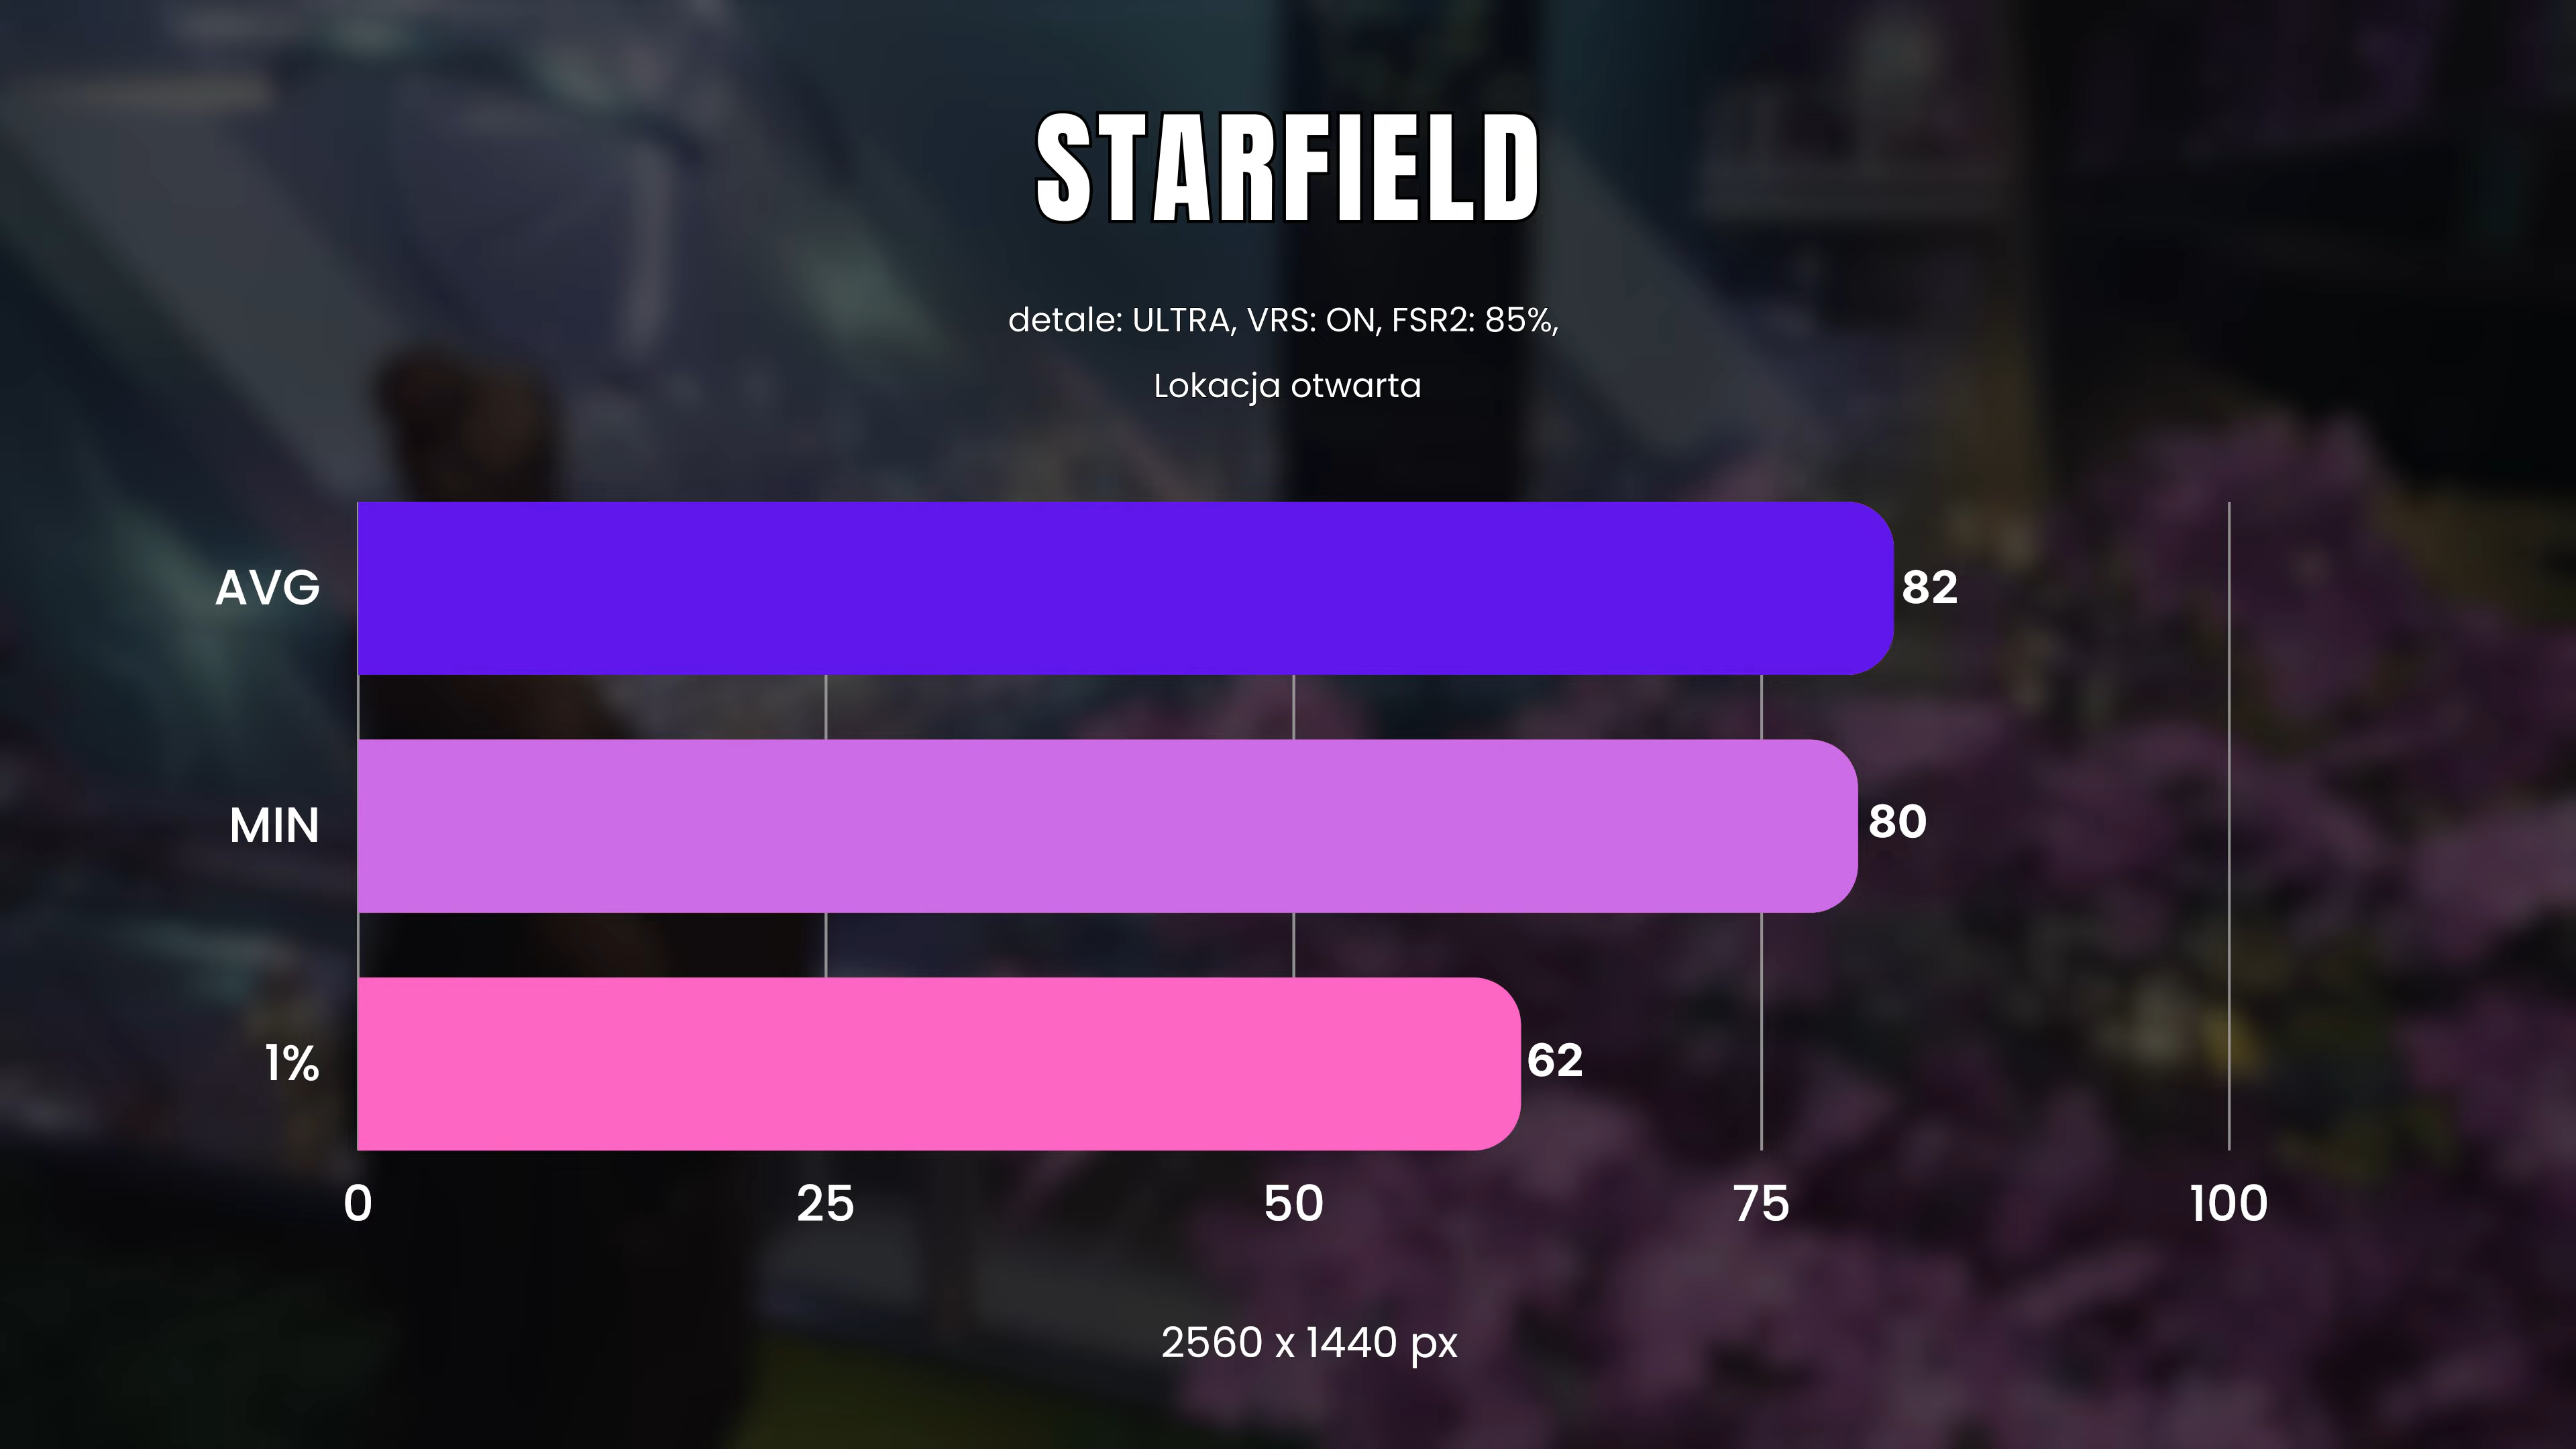 STARFIELD
detale: ULTRA, VRS: ON, FSR2: 85%,
Lokacja otwarta
AVG 82
MIN 80
1% 62
0 25 50 75 100
2560 x 1440 px